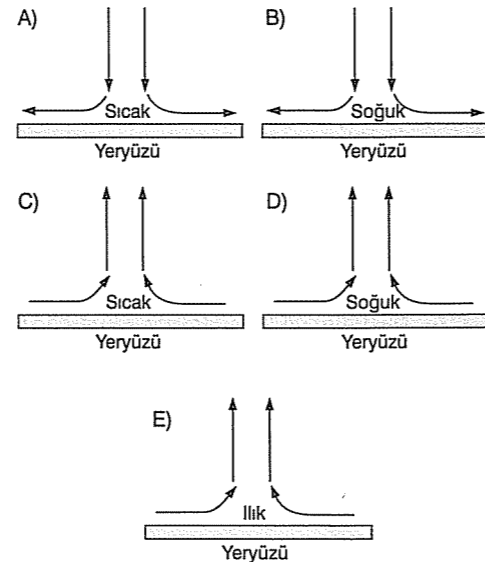 A)
B)
Sıcak
Soğuk
Yeryüzü
Yeryüzü
C)
D)
Sıcak
Soğuk
Yeryüzü
Yeryüzü
E)
Ilık
Yeryüzü